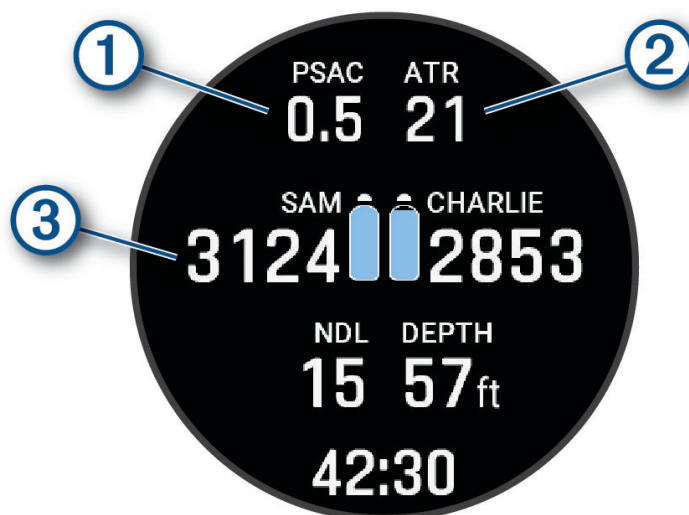 1
2
PSAC ATR
0.5 21
3
SAM CHARLIE
3124 2853
NDL DEPTH
15 57ft
42:30